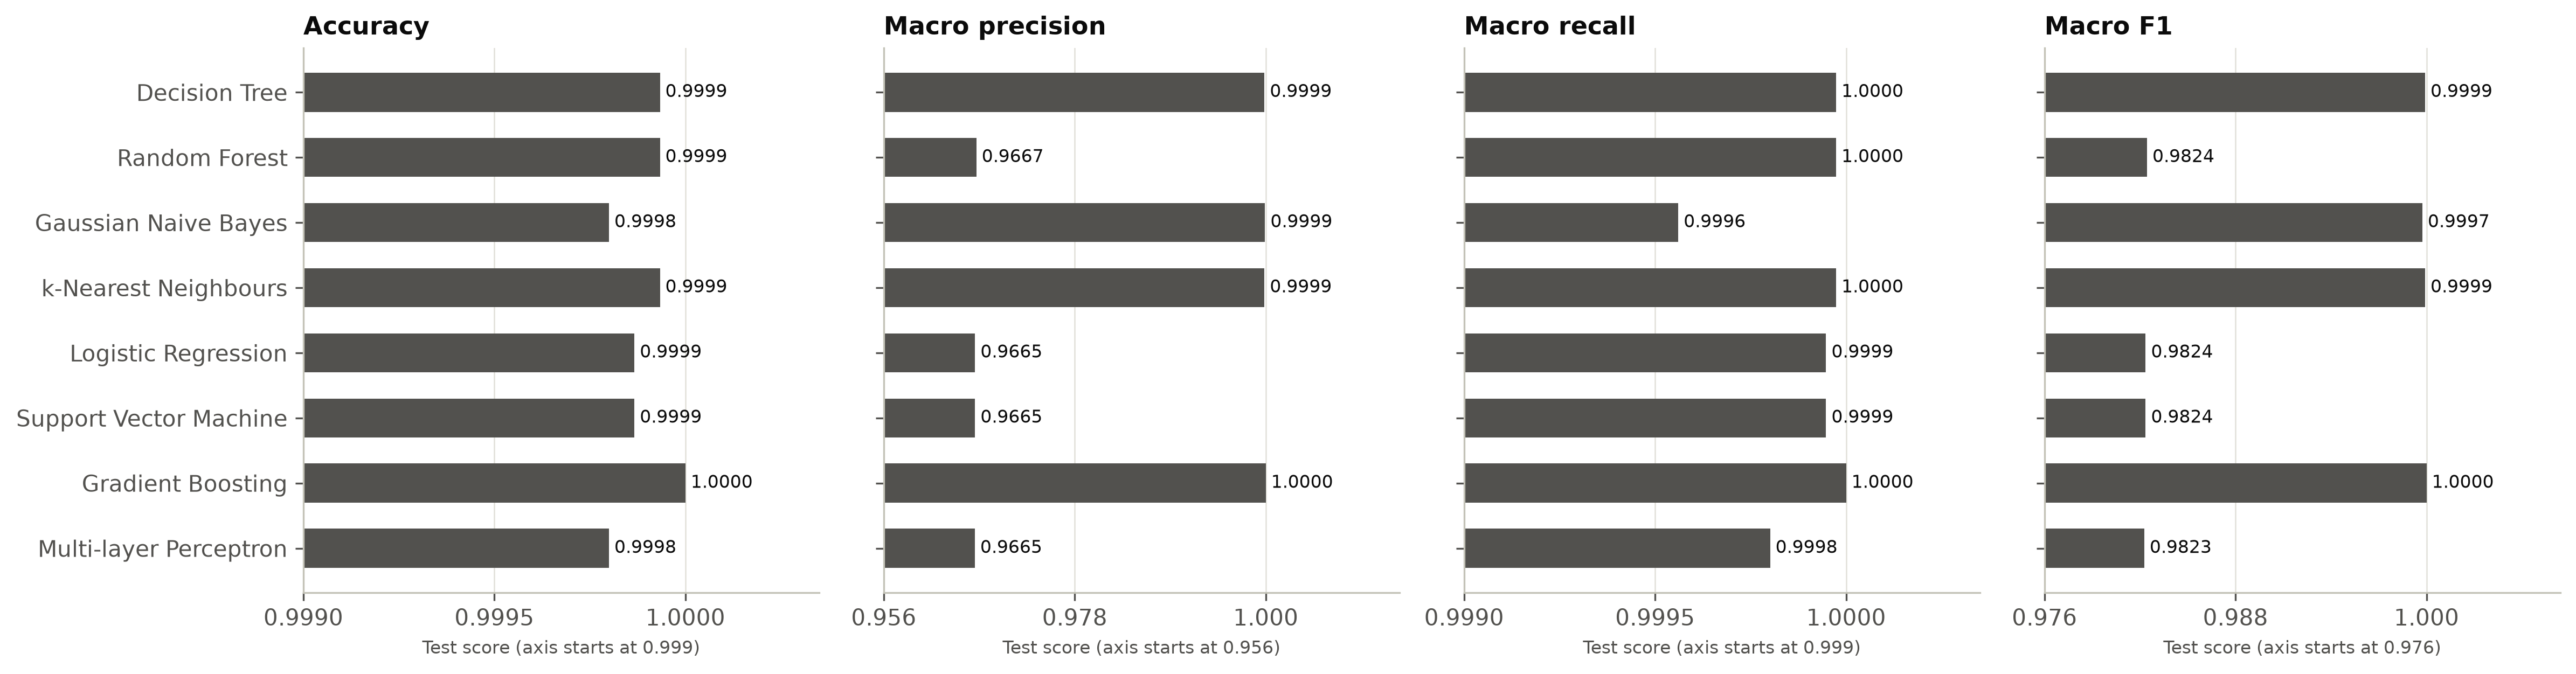 Accuracy
Macro precision
Macro recall
Macro F1
Decision Tree 0.9999 0.9999 1.0000 0.9999
Random Forest 0.9999 0.9667 1.0000 0.9824
Gaussian Naive Bayes 0.9998 0.9999 0.9996 0.9997
k-Nearest Neighbours 0.9999 0.9999 1.0000 0.9999
Logistic Regression 0.9999 0.9665 0.9999 0.9824
Support Vector Machine 0.9999 0.9665 0.9999 0.9824
Gradient Boosting 1.0000 1.0000 1.0000 1.0000
Multi-layer Perceptron 0.9998 0.9665 0.9998 0.9823
0.9990 0.9995 1.0000
0.956 0.978 1.000
0.9990 0.9995 1.0000
0.976 0.988 1.000
Test score (axis starts at 0.999)
Test score (axis starts at 0.956)
Test score (axis starts at 0.999)
Test score (axis starts at 0.976)